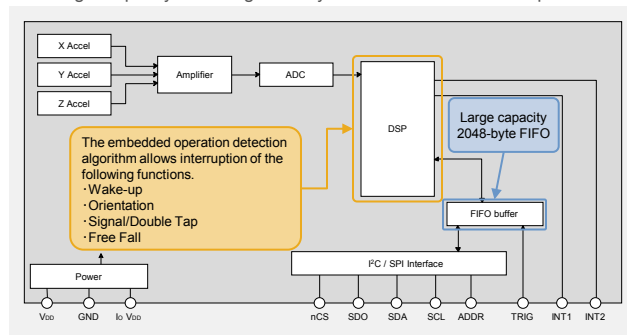 X Accel
Y Accel
Z Accel
Amplifier
ADC
DSP
Large capacity
2048-byte FIFO
The embedded operation detection
algorithm allows interruption of the
following functions.
・Wake-up
・Orientation
・Signal/Double Tap
・Free Fall
FIFO buffer
I²C / SPI Interface
Power
VDD
GND
IO VDD
nCS
SDO
SDA
SCL
ADDR
TRIG
INT1
INT2